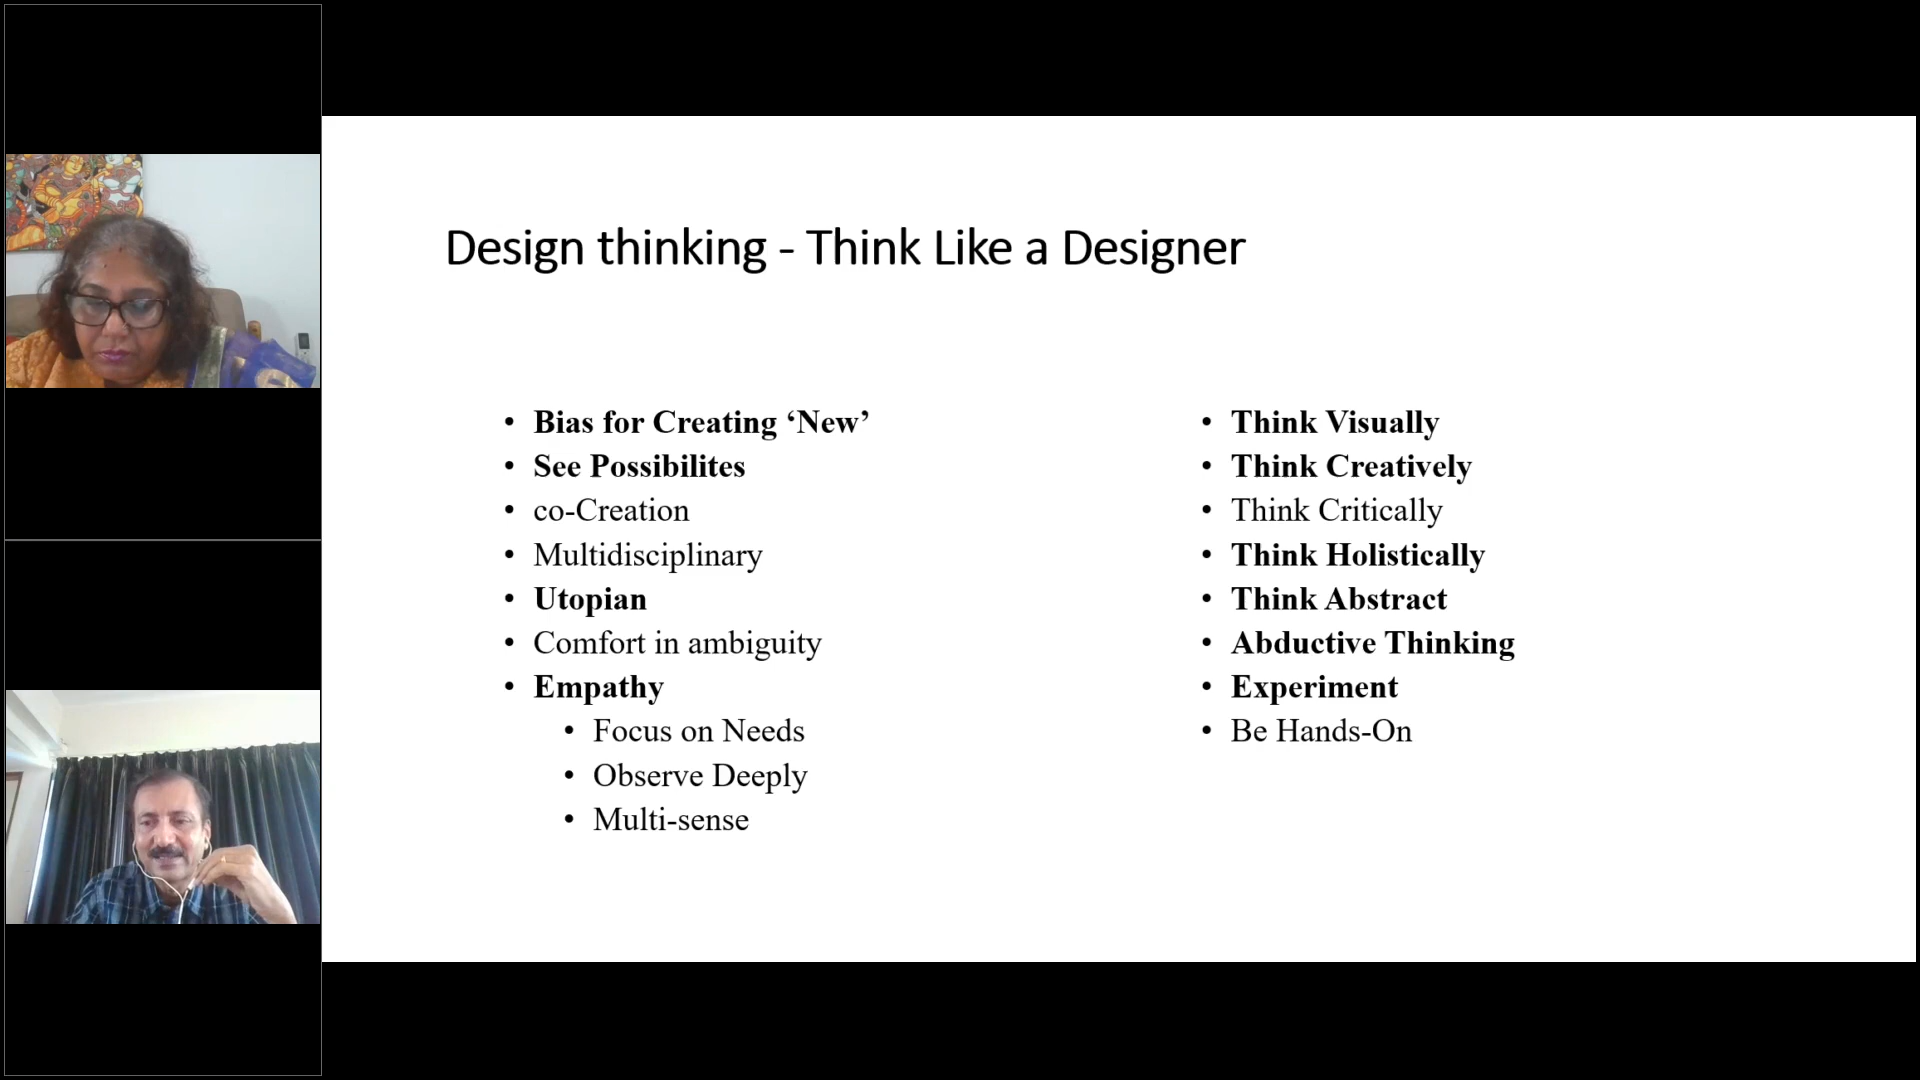 Design thinking - Think Like a Designer
Bias for Creating ‘New’
See Possibilites
co-Creation
Multidisciplinary
Utopian
Comfort in ambiguity
Empathy
Focus on Needs
Observe Deeply
Multi-sense
Think Visually
Think Creatively
Think Critically
Think Holistically
Think Abstract
Abductive Thinking
Experiment
Be Hands-On